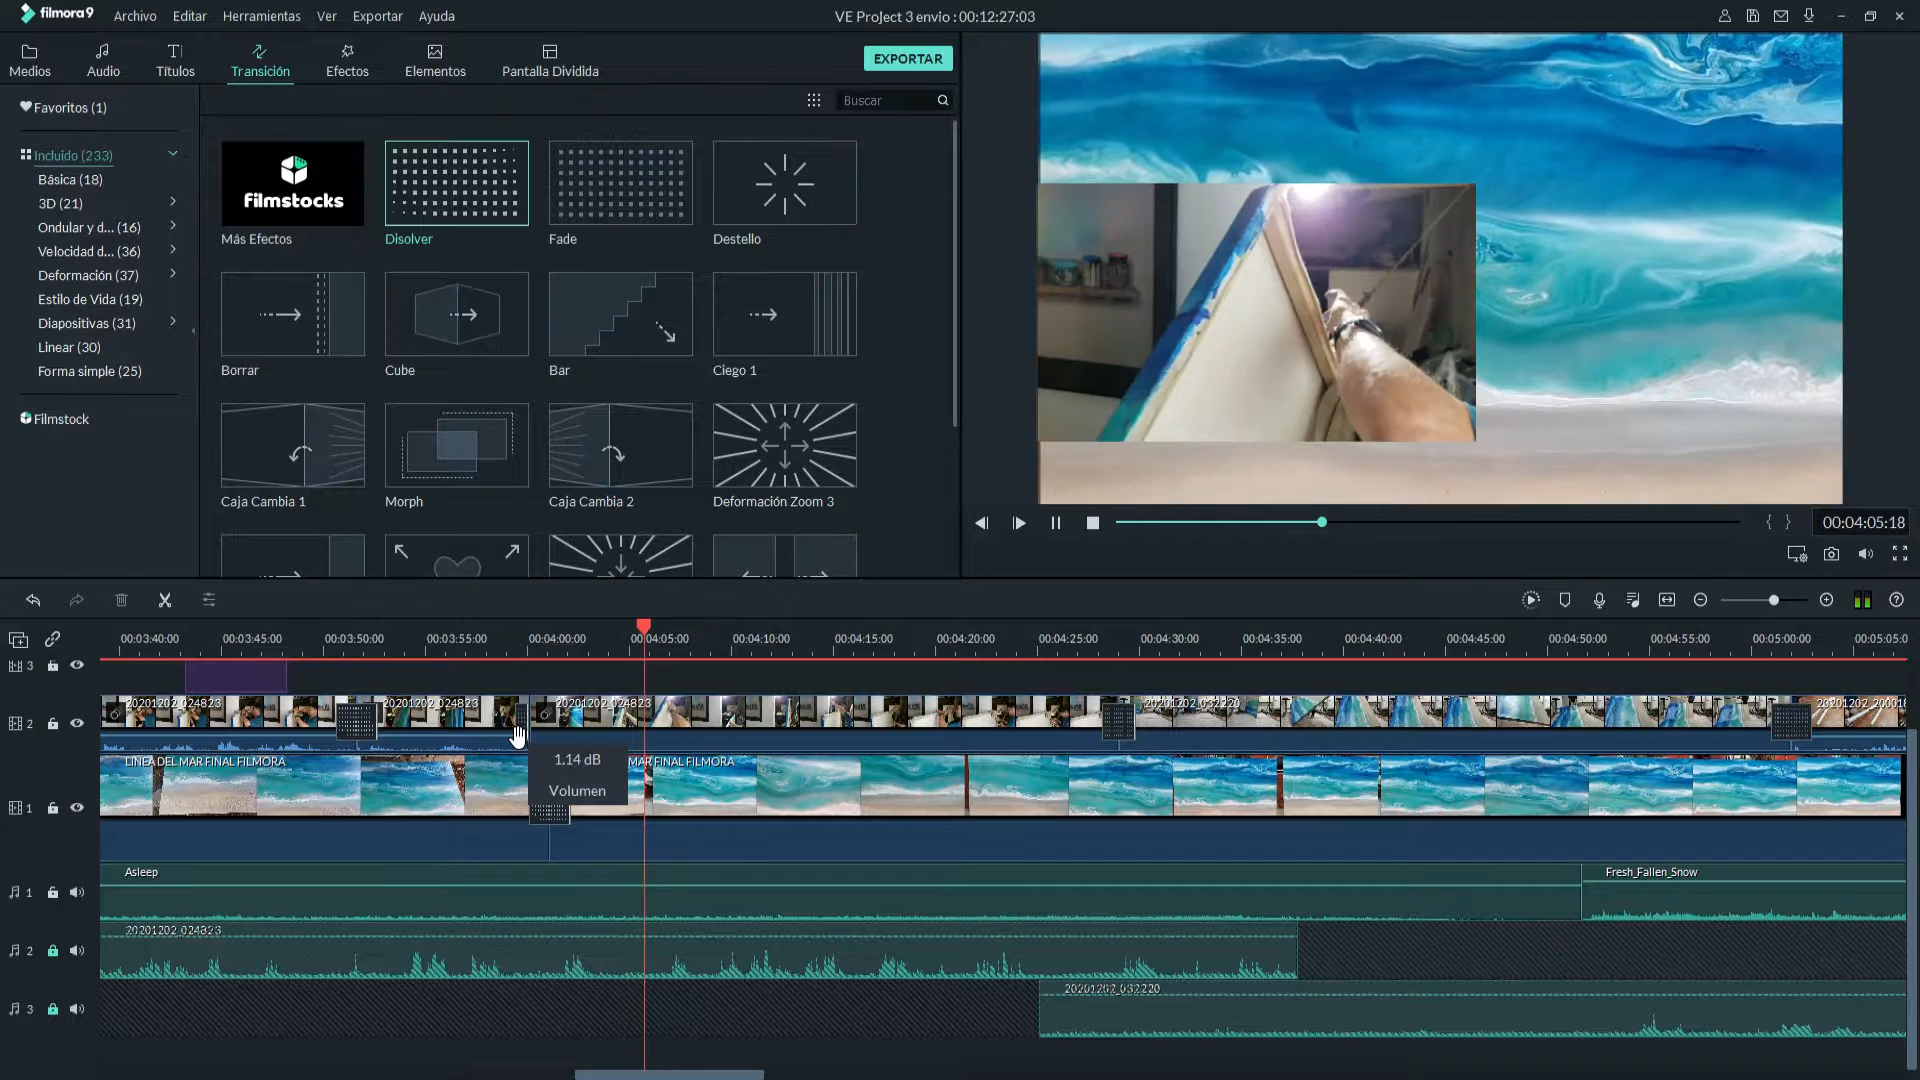 filmora9 Archivo Editar Herramientas Ver Exportar Ayuda VE ProJect 3 envio : 00:12:27:03
Medios Audio Títulos Transición Efectos Elementos Pantalla Dividida EXPORTAR
Favoritos (1)
Buscar
Incluido (233)
Básica (18)
3D (21)
Ondular y d... (16)
Velocidad d... (36)
Deformación (37)
Estilo de Vida (19)
Diapositivas (31)
Linear (30)
Forma simple (25)
Filmstock
filmstocks
Más Efectos Disolver Fade Destello
Borrar Cube Bar Ciego 1
Caja Cambia 1 Morph Caja Cambia 2 Deformación Zoom 3
{ } 00:04:05:18
00:03:40:00 00:03:45:00 00:03:50:00 00:03:55:00 00:04:00:00 00:04:05:00 00:04:10:00 00:04:15:00 00:04:20:00 00:04:25:00 00:04:30:00 00:04:35:00 00:04:40:00 00:04:45:00 00:04:50:00 00:04:55:00 00:05:00:00 00:05:05:0
3
20201202_024823 20201202_024823 20201202_024823 20201202_032220 20201202_20001
2
1.14 dB
Volumen
LINEA DEL MAR FINAL FILMORA MAR FINAL FILMORA
1
Asleep Fresh_Fallen_Snow
1
20201202_024823
2
20201202_032220
3